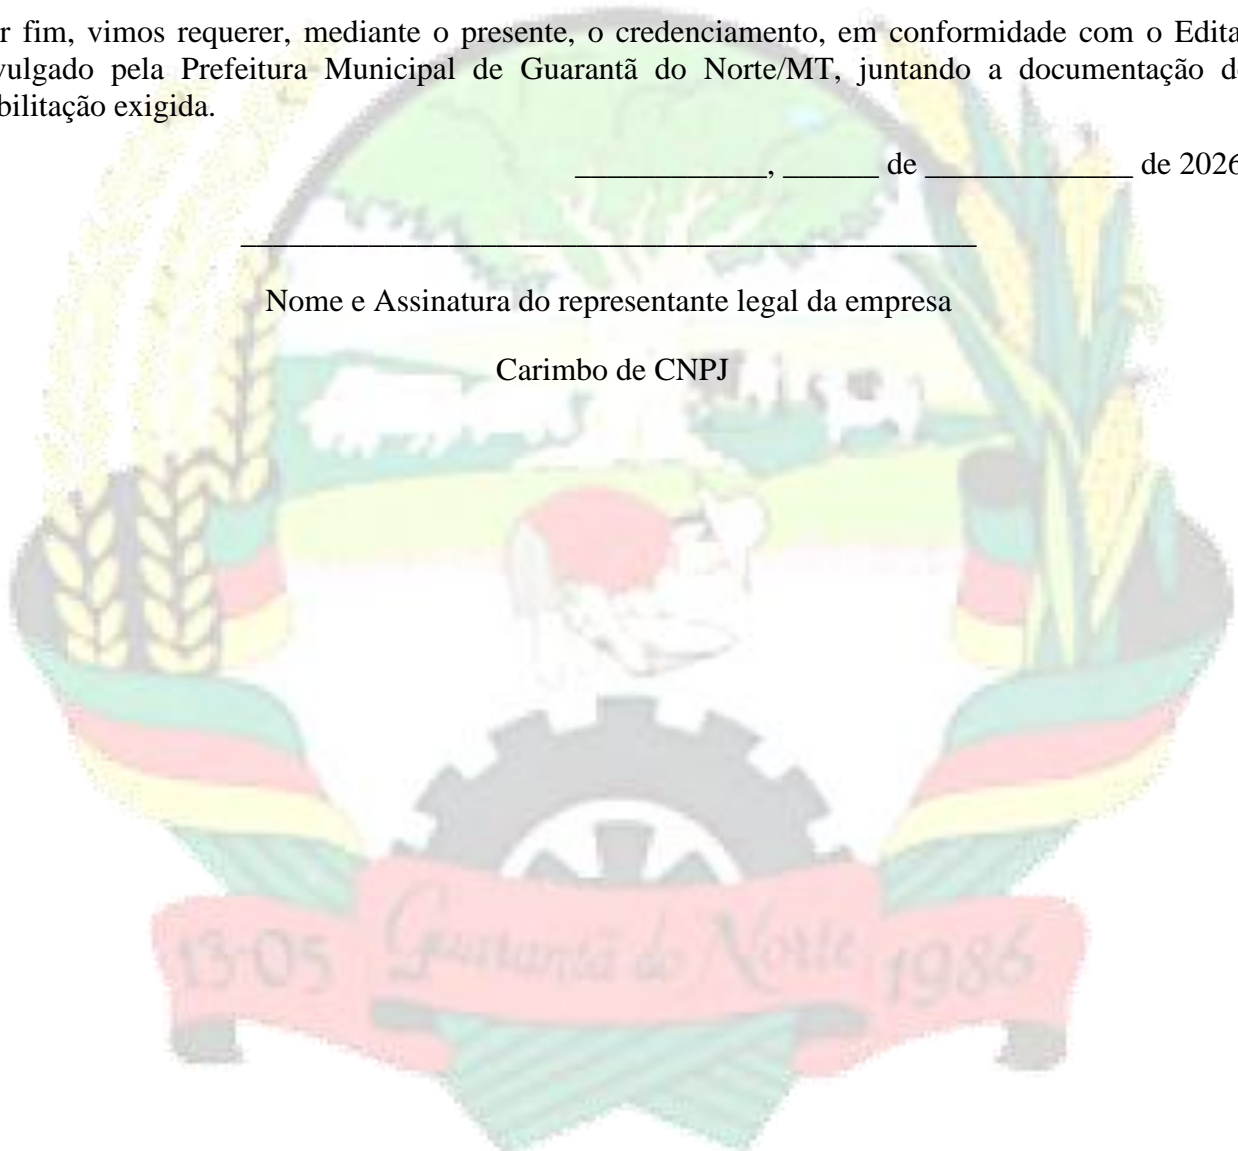 r fim, vimos requerer, mediante o presente, o credenciamento, em conformidade com o Edita
vulgado pela Prefeitura Municipal de Guarantã do Norte/MT, juntando a documentação d
bilitação exigida.
____________, ______ de _____________ de 2026
______________________________________________
Nome e Assinatura do representante legal da empresa
Carimbo de CNPJ
13-05 Guarantã do Norte 1986